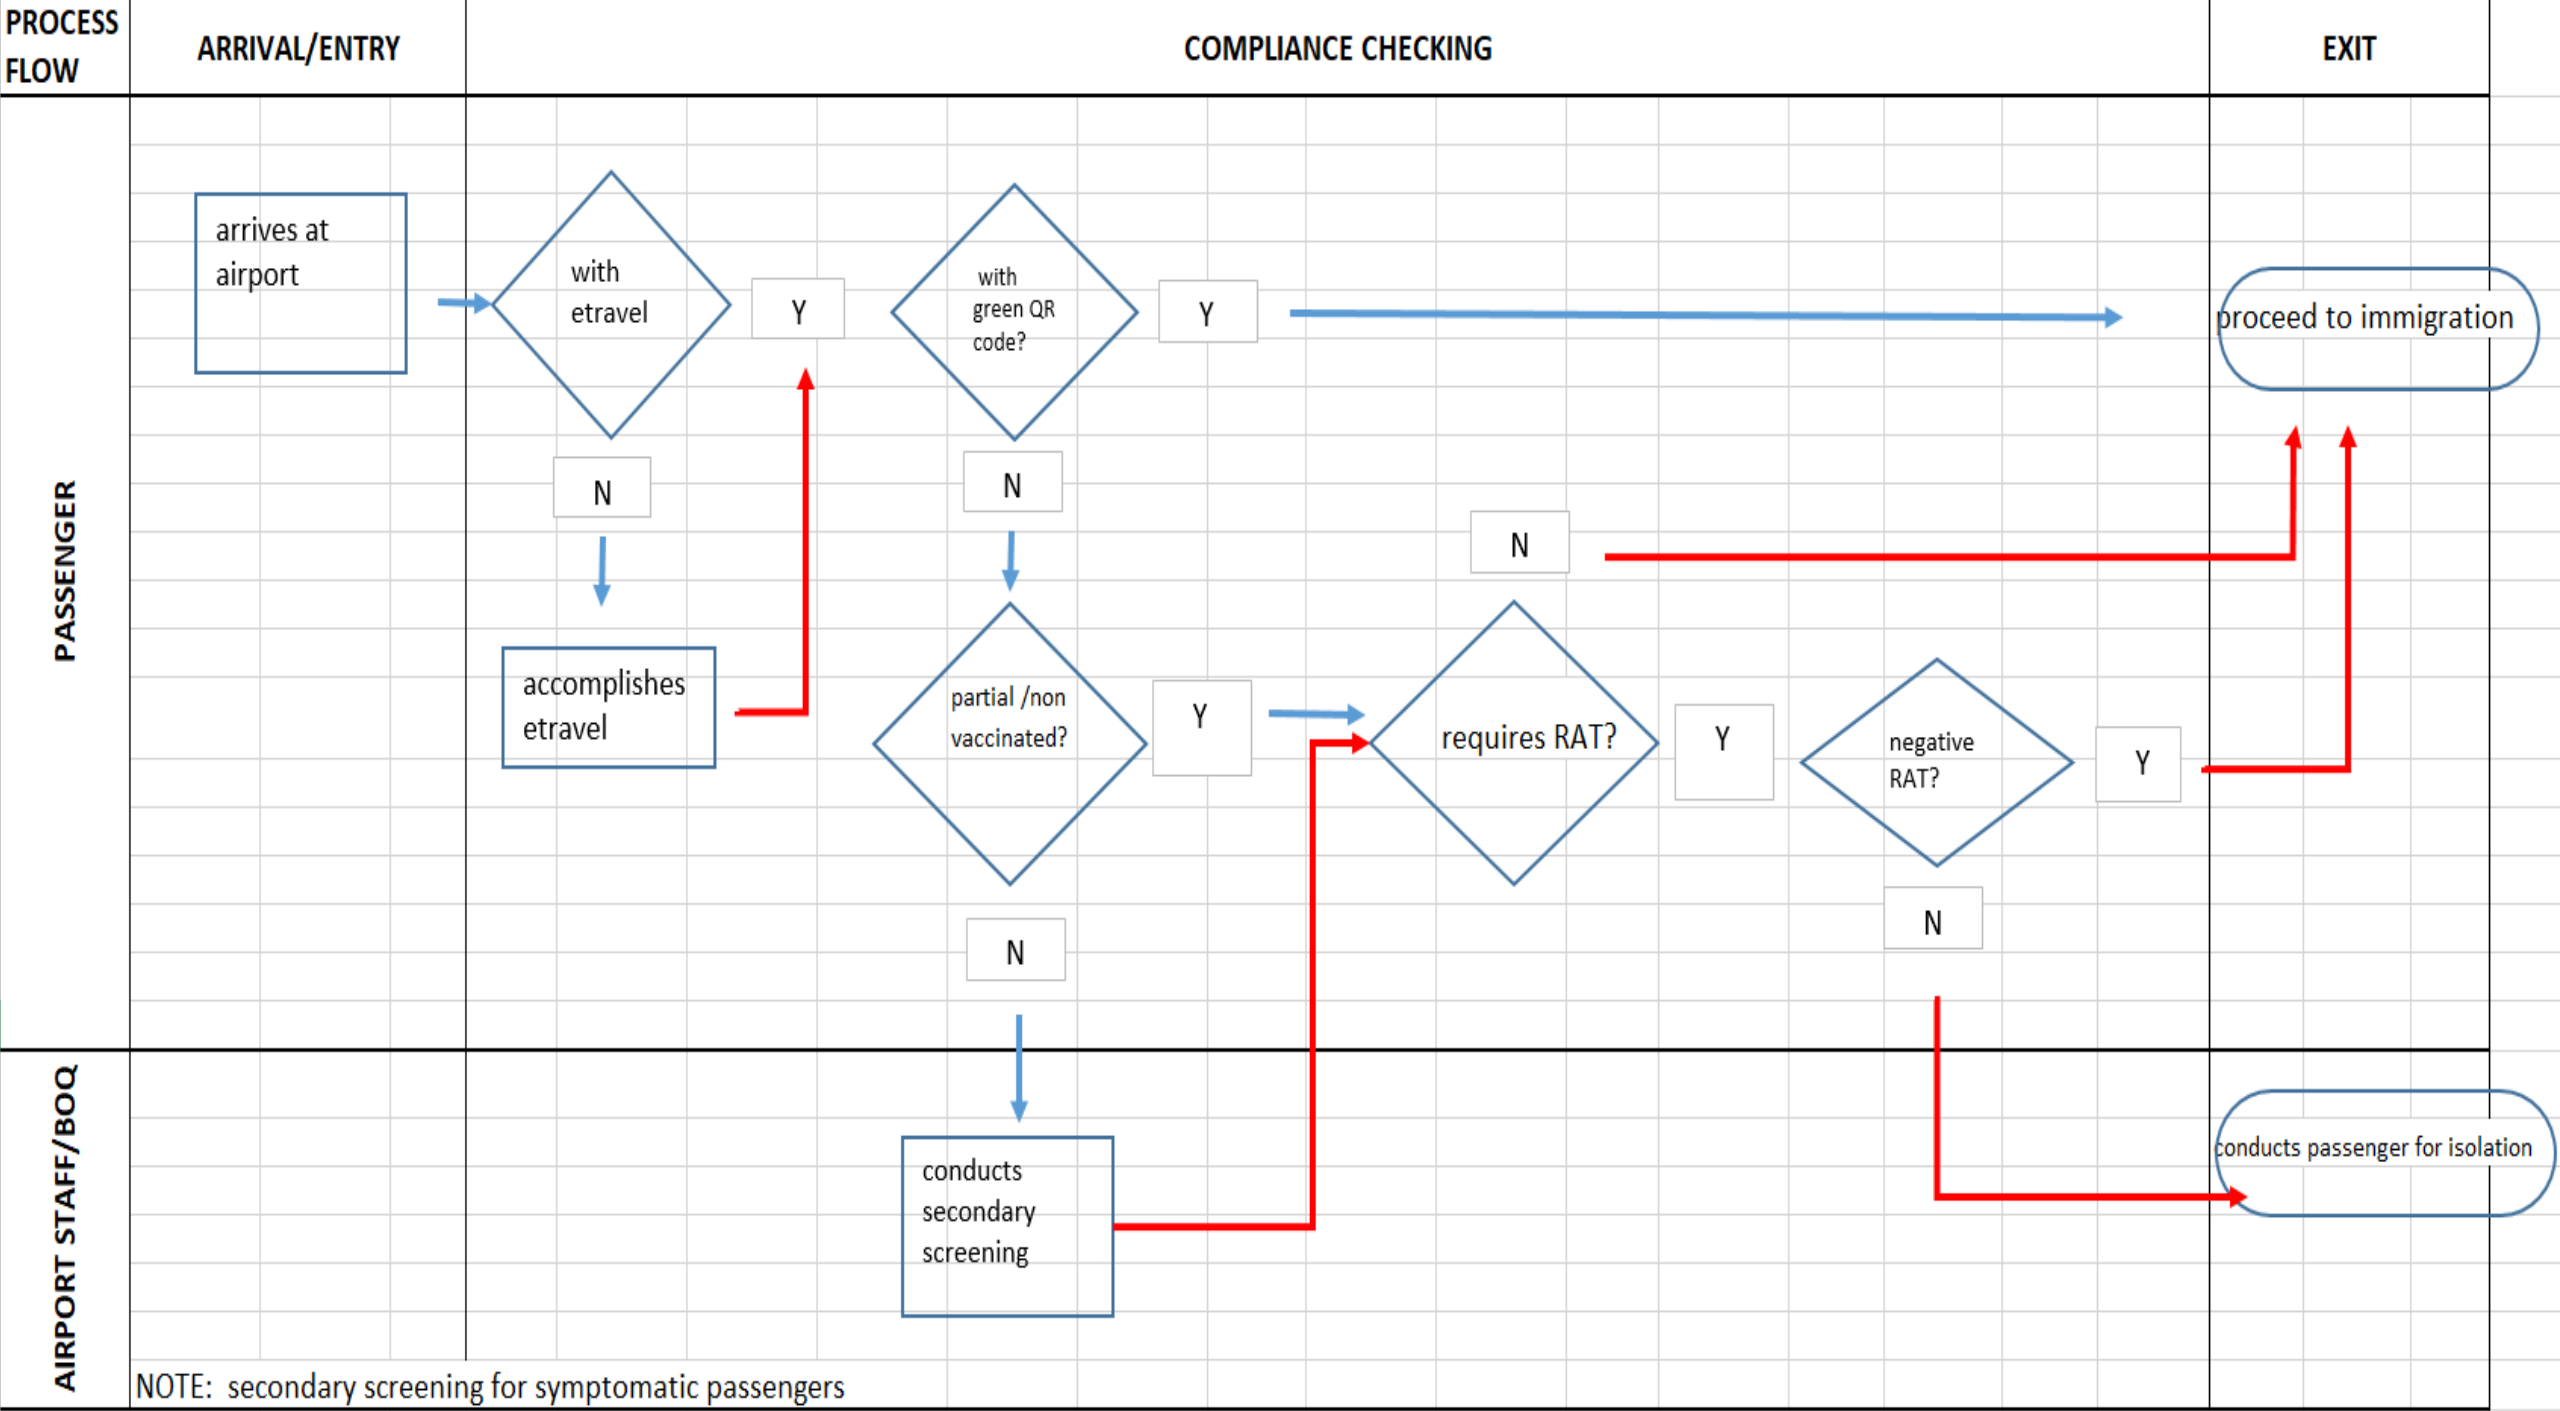 PROCESS
FLOW
ARRIVAL/ENTRY
COMPLIANCE CHECKING
EXIT
PASSENGER
arrives at
airport
with
etravel
Y
N
accomplishes
etravel
with
green QR
code?
Y
N
partial /non
vaccinated?
Y
N
N
requires RAT?
Y
negative
RAT?
Y
N
proceed to immigration
AIRPORT STAFF/BOQ
conducts
secondary
screening
conducts passenger for isolation
NOTE: secondary screening for symptomatic passengers